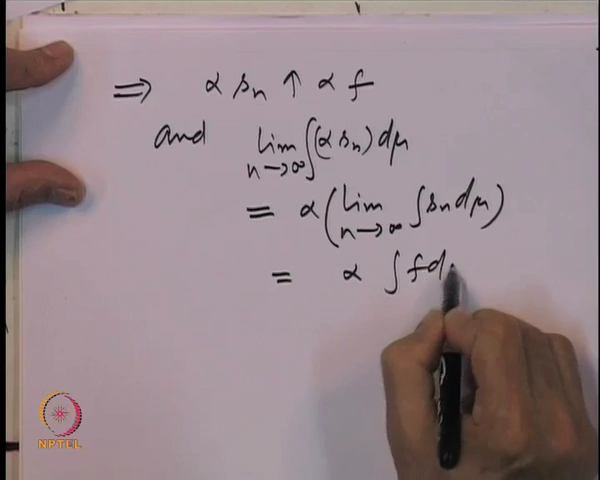 ⟹ α sₙ ↑ α f
and lim ∫(α sₙ) dμ
n→∞
= α( lim ∫ sₙ dμ )
n→∞
= α ∫ f d
NPTEL